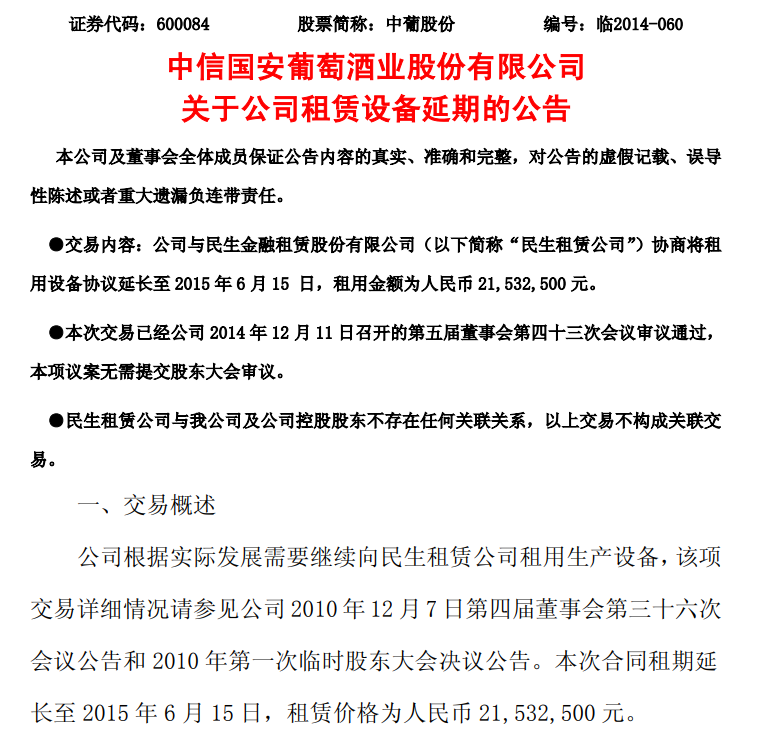 证券代码：600084 股票简称：中葡股份 编号：临2014-060
中信国安葡萄酒业股份有限公司
关于公司租赁设备延期的公告
本公司及董事会全体成员保证公告内容的真实、准确和完整，对公告的虚假记载、误导
性陈述或者重大遗漏负连带责任。
●交易内容：公司与民生金融租赁股份有限公司（以下简称“民生租赁公司”）协商将租
用设备协议延长至 2015 年 6 月 15 日，租用金额为人民币 21,532,500 元。
●本次交易已经公司 2014 年 12 月 11 日召开的第五届董事会第四十三次会议审议通过，
本项议案无需提交股东大会审议。
●民生租赁公司与我公司及公司控股股东不存在任何关联关系，以上交易不构成关联交
易。
一、交易概述
公司根据实际发展需要继续向民生租赁公司租用生产设备，该项
交易详细情况请参见公司 2010 年 12 月 7 日第四届董事会第三十六次
会议公告和 2010 年第一次临时股东大会决议公告。本次合同租期延
长至 2015 年 6 月 15 日，租赁价格为人民币 21,532,500 元。